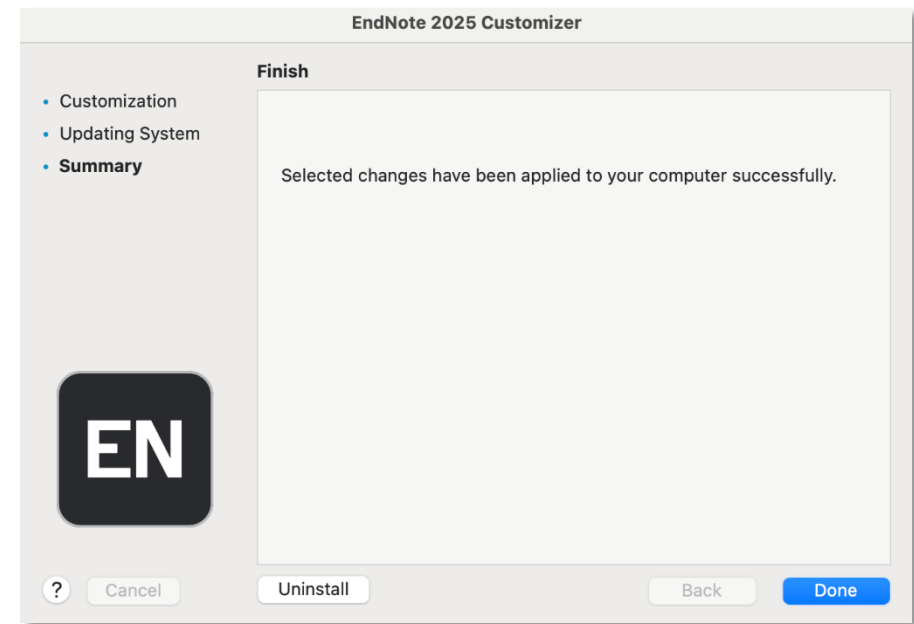 EndNote 2025 Customizer
Finish
• Customization
• Updating System
• Summary
Selected changes have been applied to your computer successfully.
EN
? Cancel Uninstall Back Done